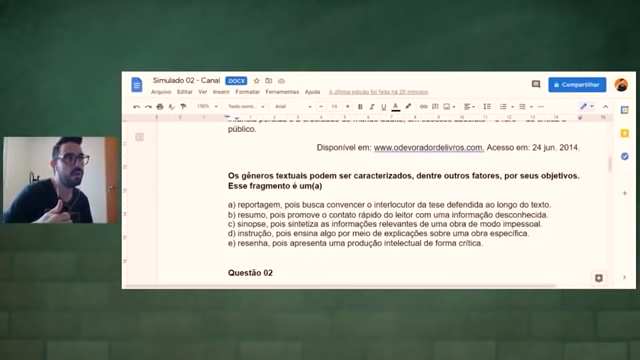 Simulado 02 - Canal .DOCX
Arquivo Editar Ver Inserir Formatar Ferramentas Ajuda A última edição foi feita há 20 minutos
Compartilhar
150% Texto norm... Arial 10
público.
Disponível em: www.odevoradordelivros.com. Acesso em: 24 jun. 2014.
Os gêneros textuais podem ser caracterizados, dentre outros fatores, por seus objetivos.
Esse fragmento é um(a)
a) reportagem, pois busca convencer o interlocutor da tese defendida ao longo do texto.
b) resumo, pois promove o contato rápido do leitor com uma informação desconhecida.
c) sinopse, pois sintetiza as informações relevantes de uma obra de modo impessoal.
d) instrução, pois ensina algo por meio de explicações sobre uma obra específica.
e) resenha, pois apresenta uma produção intelectual de forma crítica.
Questão 02